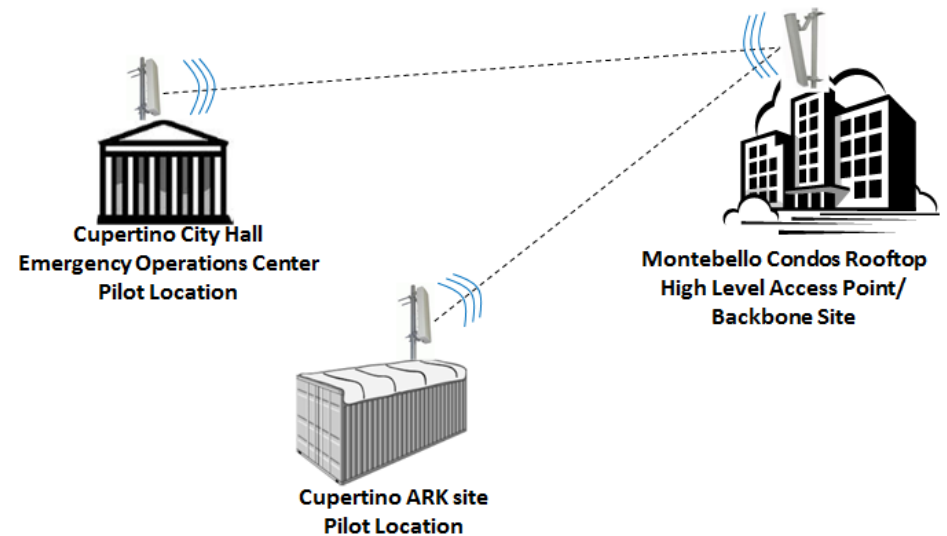 Cupertino City Hall
Emergency Operations Center
Pilot Location
Montebello Condos Rooftop
High Level Access Point/
Backbone Site
Cupertino ARK site
Pilot Location